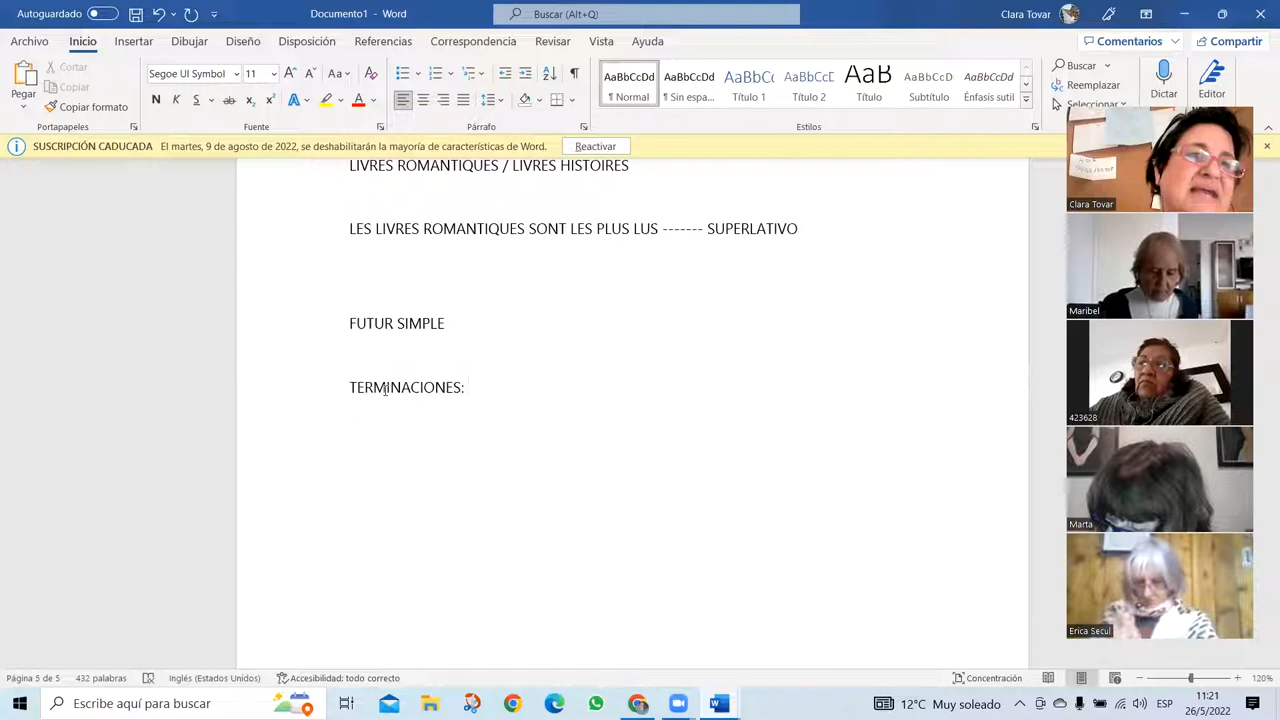 Autoguardado
Documento1 - Word
Buscar (Alt+Q)
Clara Tovar
Archivo Inicio Insertar Dibujar Diseño Disposición Referencias Correspondencia Revisar Vista Ayuda
Comentarios Compartir
Pegar
Cortar
Copiar
Copiar formato
Segoe UI Symbol 11
N K S
AaBbCcDd AaBbCcDd AaBbCc AaBbCcE AaB AaBbCcDd AaBbCcDd
¶ Normal ¶ Sin espa... Título 1 Título 2 Título Subtítulo Énfasis sutil
Buscar
Reemplazar
Seleccionar
Dictar
Editor
Portapapeles Fuente Párrafo Estilos
SUSCRIPCIÓN CADUCADA El martes, 9 de agosto de 2022, se deshabilitarán la mayoría de características de Word. Reactivar
LIVRES ROMANTIQUES / LIVRES HISTOIRES
LES LIVRES ROMANTIQUES SONT LES PLUS LUS ------- SUPERLATIVO
FUTUR SIMPLE
TERMINACIONES:
Clara Tovar
Maribel
423628
Marta
Erica Secul
Página 5 de 5 432 palabras Inglés (Estados Unidos) Accesibilidad: todo correcto
Concentración 120%
Escribe aquí para buscar
12°C Muy soleado
ESP
11:21
26/5/2022